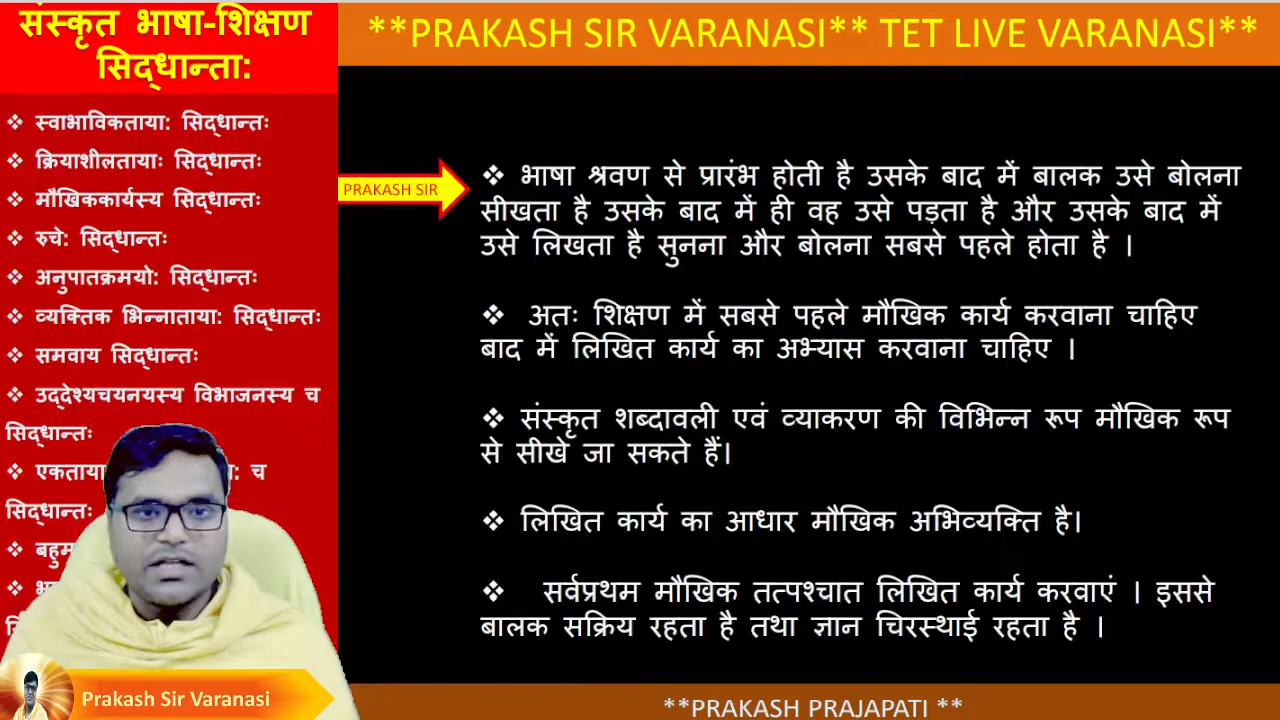 संस्कृत भाषा-शिक्षण
सिद्धान्ता:
❖ स्वाभाविकताया: सिद्धान्तः
❖ क्रियाशीलतायाः सिद्धान्तः
❖ मौखिककार्यस्य सिद्धान्तः
❖ रुचे: सिद्धान्तः
❖ अनुपातक्रमयो: सिद्धान्तः
❖ व्यक्तिक भिन्नाताया: सिद्धान्तः
❖ समवाय सिद्धान्तः
❖ उद्देश्यचयनयस्य विभाजनस्य च
सिद्धान्तः
❖ एकताया च
सिद्धान्तः
**PRAKASH SIR VARANASI** TET LIVE VARANASI**
PRAKASH SIR
❖ भाषा श्रवण से प्रारंभ होती है उसके बाद में बालक उसे बोलना
सीखता है उसके बाद में ही वह उसे पड़ता है और उसके बाद में
उसे लिखता है सुनना और बोलना सबसे पहले होता है ।
❖ अतः शिक्षण में सबसे पहले मौखिक कार्य करवाना चाहिए
बाद में लिखित कार्य का अभ्यास करवाना चाहिए ।
❖ संस्कृत शब्दावली एवं व्याकरण की विभिन्न रूप मौखिक रूप
से सीखे जा सकते हैं।
❖ लिखित कार्य का आधार मौखिक अभिव्यक्ति है।
❖ सर्वप्रथम मौखिक तत्पश्चात लिखित कार्य करवाएं । इससे
बालक सक्रिय रहता है तथा ज्ञान चिरस्थाई रहता है ।
Prakash Sir Varanasi
**PRAKASH PRAJAPATI **